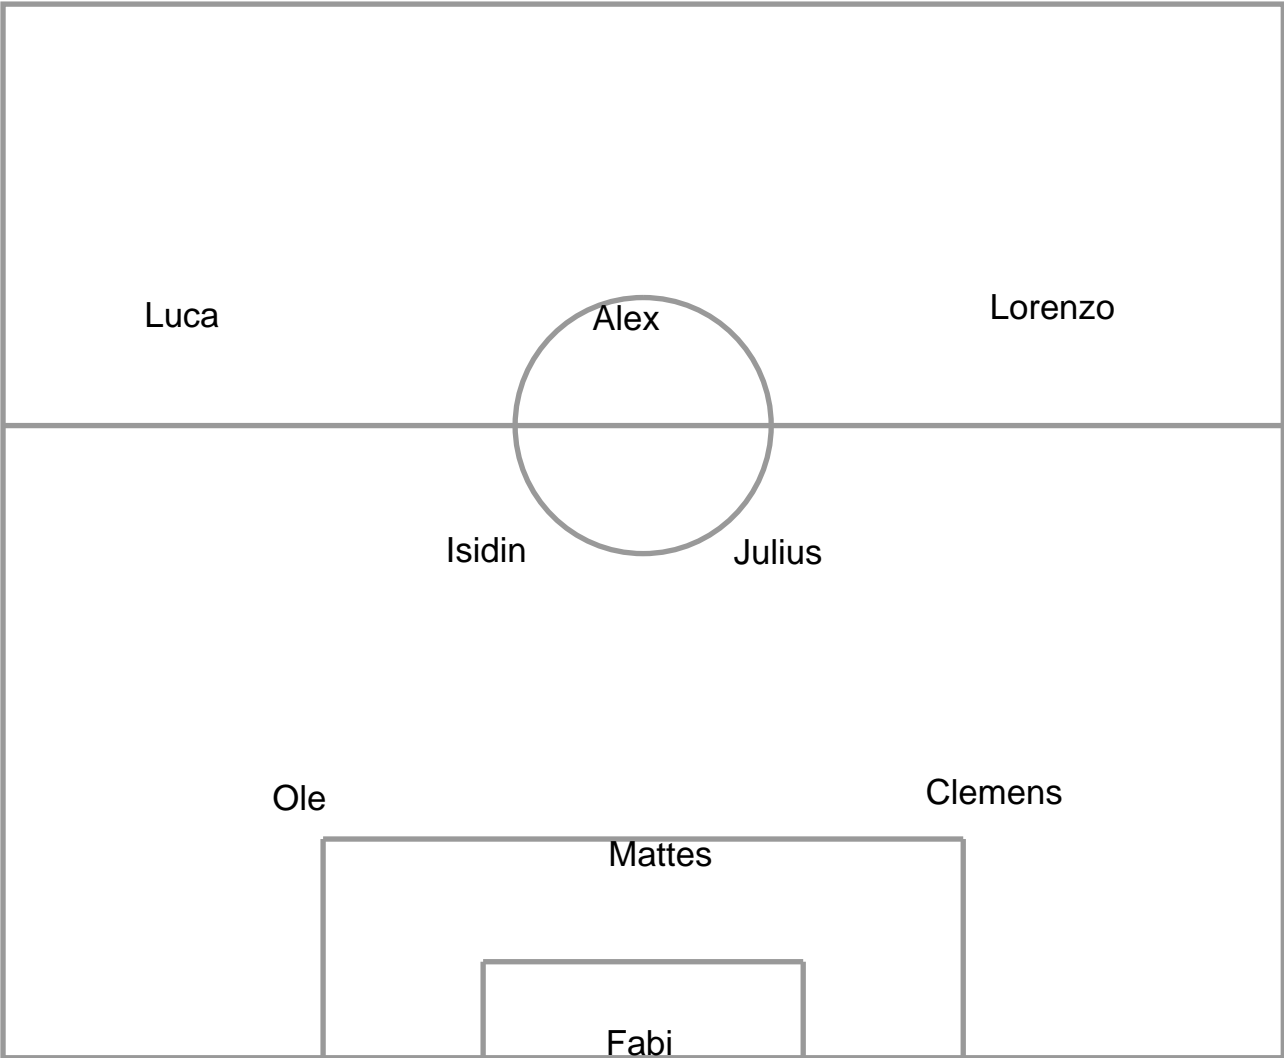 Luca
Alex
Lorenzo
Isidin
Julius
Ole
Clemens
Mattes
Fabi